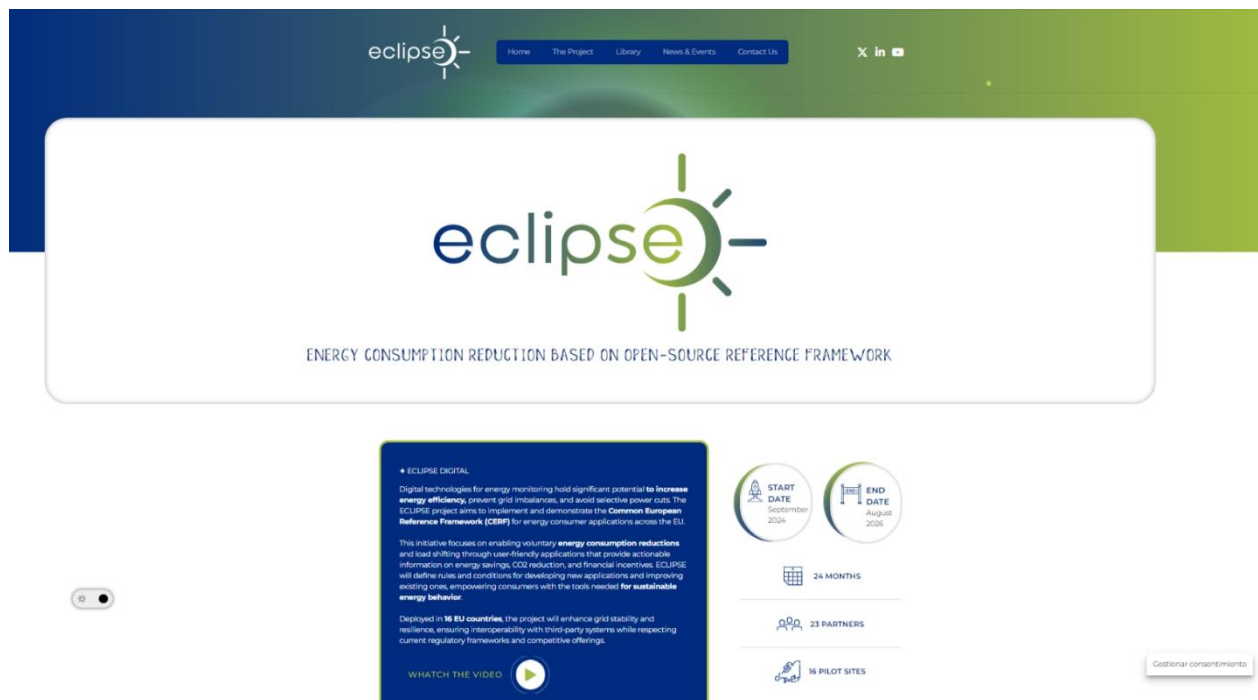 eclipse
Home The Project Library News & Events Contact Us
X in
eclipse
ENERGY CONSUMPTION REDUCTION BASED ON OPEN-SOURCE REFERENCE FRAMEWORK
ECLIPSE DIGITAL
Digital technologies for energy monitoring hold significant potential to increase
energy efficiency, prevent grid imbalances, and avoid selective power cuts. The
ECLIPSE project aims to implement and demonstrate the Common European
Reference Framework (CERF) for energy consumer applications across the EU.
This initiative focuses on enabling voluntary energy consumption reductions
and load shifting through user-friendly applications that provide actionable
information on energy savings, CO2 reduction, and financial incentives. ECLIPSE
will define rules and conditions for developing new applications and improving
existing ones, empowering consumers with the tools needed for sustainable
energy behavior.
Deployed in 16 EU countries, the project will enhance grid stability and
resilience, ensuring interoperability with third-party systems while respecting
current regulatory frameworks and competitive offerings.
WHATCH THE VIDEO
START
DATE
September
2024
END
DATE
August
2026
24 MONTHS
23 PARTNERS
16 PILOT SITES
Gestionar consentimiento